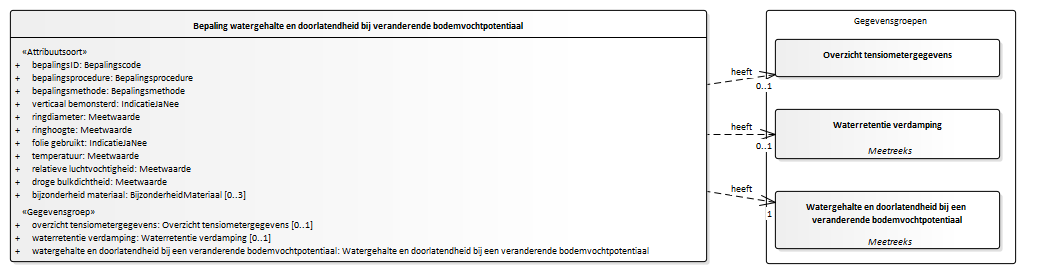 Bepaling watergehalte en doorlatendheid bij veranderende bodemvochtpotentiaal
«Attribuutsoort»
+ bepalingsID: Bepalingscode
+ bepalingsprocedure: Bepalingsprocedure
+ bepalingsmethode: Bepalingsmethode
+ verticaal bemonsterd: IndicatieJaNee
+ ringdiameter: Meetwaarde
+ ringhoogte: Meetwaarde
+ folie gebruikt: IndicatieJaNee
+ temperatuur: Meetwaarde
+ relatieve luchtvochtigheid: Meetwaarde
+ droge bulkdichtheid: Meetwaarde
+ bijzonderheid materiaal: BijzonderheidMateriaal [0..3]
«Gegevensgroep»
+ overzicht tensiometergegevens: Overzicht tensiometergegevens [0..1]
+ waterretentie verdamping: Waterretentie verdamping [0..1]
+ watergehalte en doorlatendheid bij een veranderende bodemvochtpotentiaal: Watergehalte en doorlatendheid bij een veranderende bodemvochtpotentiaal
heeft
0..1
heeft
0..1
heeft
1
Gegevensgroepen
Overzicht tensiometergegevens
Waterretentie verdamping
Meetreeks
Watergehalte en doorlatendheid bij een
veranderende bodemvochtpotentiaal
Meetreeks